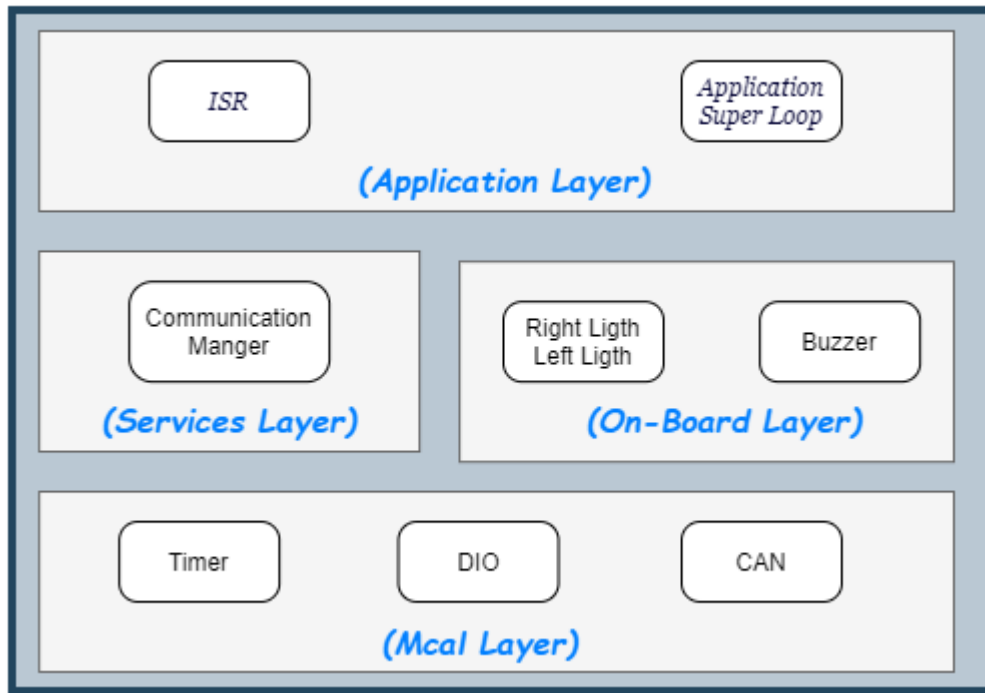 ISR
Application
Super Loop
(Application Layer)
Communication
Manger
(Services Layer)
Right Ligth
Left Ligth
Buzzer
(On-Board Layer)
Timer
DIO
CAN
(Mcal Layer)